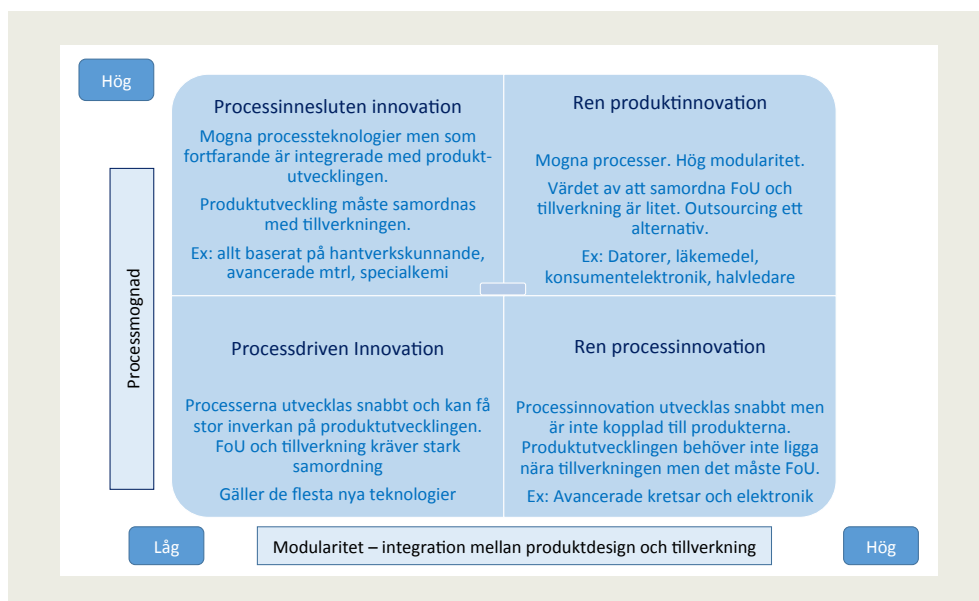 Hög
Processinnesluten innovation
Mogna processteknologier men som
fortfarande är integrerade med produkt-
utvecklingen.
Produktutveckling måste samordnas
med tillverkningen.
Ex: allt baserat på hantverkskunnande,
avancerade mtrl, specialkemi
Ren produktinnovation
Mogna processer. Hög modularitet.
Värdet av att samordna FoU och
tillverkning är litet. Outsourcing ett
alternativ.
Ex: Datorer, läkemedel,
konsumentelektronik, halvledare
Processmognad
Processdriven Innovation
Processerna utvecklas snabbt och kan få
stor inverkan på produktutvecklingen.
FoU och tillverkning kräver stark
samordning
Gäller de flesta nya teknologier
Ren processinnovation
Processinnovation utvecklas snabbt men
är inte kopplad till produkterna.
Produktutvecklingen behöver inte ligga
nära tillverkningen men det måste FoU.
Ex: Avancerade kretsar och elektronik
Låg
Modularitet – integration mellan produktdesign och tillverkning
Hög